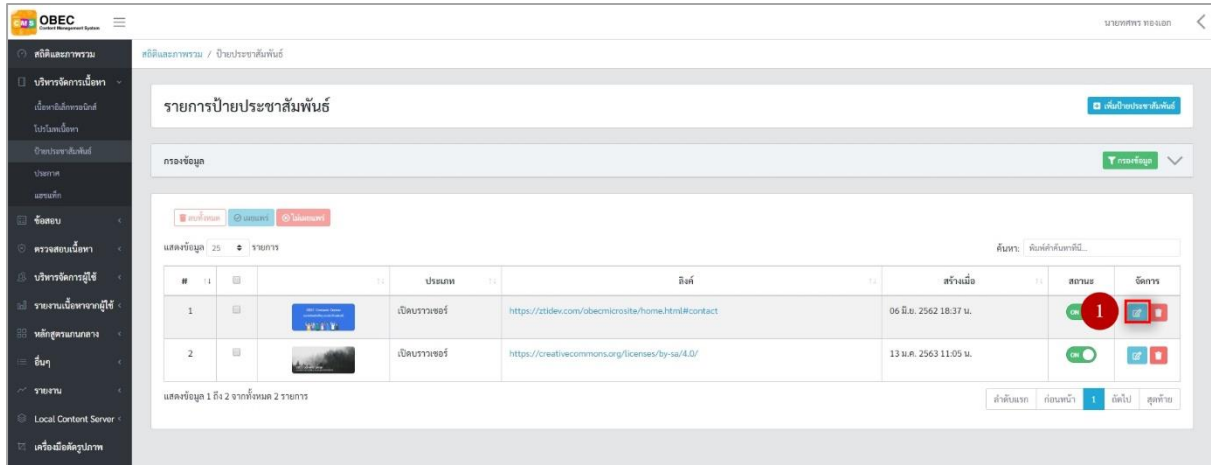 CMS OBEC
Content Management System
นายทศพร ทองเอก
สถิติและภาพรวม
สถิติและภาพรวม / ป้ายประชาสัมพันธ์
บริหารจัดการเนื้อหา
เนื้อหาอิเล็กทรอนิกส์
โปรโมทเนื้อหา
ป้ายประชาสัมพันธ์
ประกาศ
แฮชแท็ก
ข้อสอบ
ตรวจสอบเนื้อหา
บริหารจัดการผู้ใช้
รายงานเนื้อหาจากผู้ใช้
หลักสูตรแกนกลาง
อื่นๆ
รายงาน
Local Content Server
เครื่องมือตัดรูปภาพ
รายการป้ายประชาสัมพันธ์
เพิ่มป้ายประชาสัมพันธ์
กรองข้อมูล
กรองข้อมูล
ลบทั้งหมด เผยแพร่ ไม่เผยแพร่
แสดงข้อมูล 25 รายการ
ค้นหา: พิมพ์คำค้นหาที่นี่...
# ประเภท ลิงค์ สร้างเมื่อ สถานะ จัดการ
1 เปิดบราวเซอร์ https://ztidev.com/obecmicrosite/home.html#contact 06 มิ.ย. 2562 18:37 น. ON 1
2 เปิดบราวเซอร์ https://creativecommons.org/licenses/by-sa/4.0/ 13 ม.ค. 2563 11:05 น. ON
แสดงข้อมูล 1 ถึง 2 จากทั้งหมด 2 รายการ
ลำดับแรก ก่อนหน้า 1 ถัดไป สุดท้าย